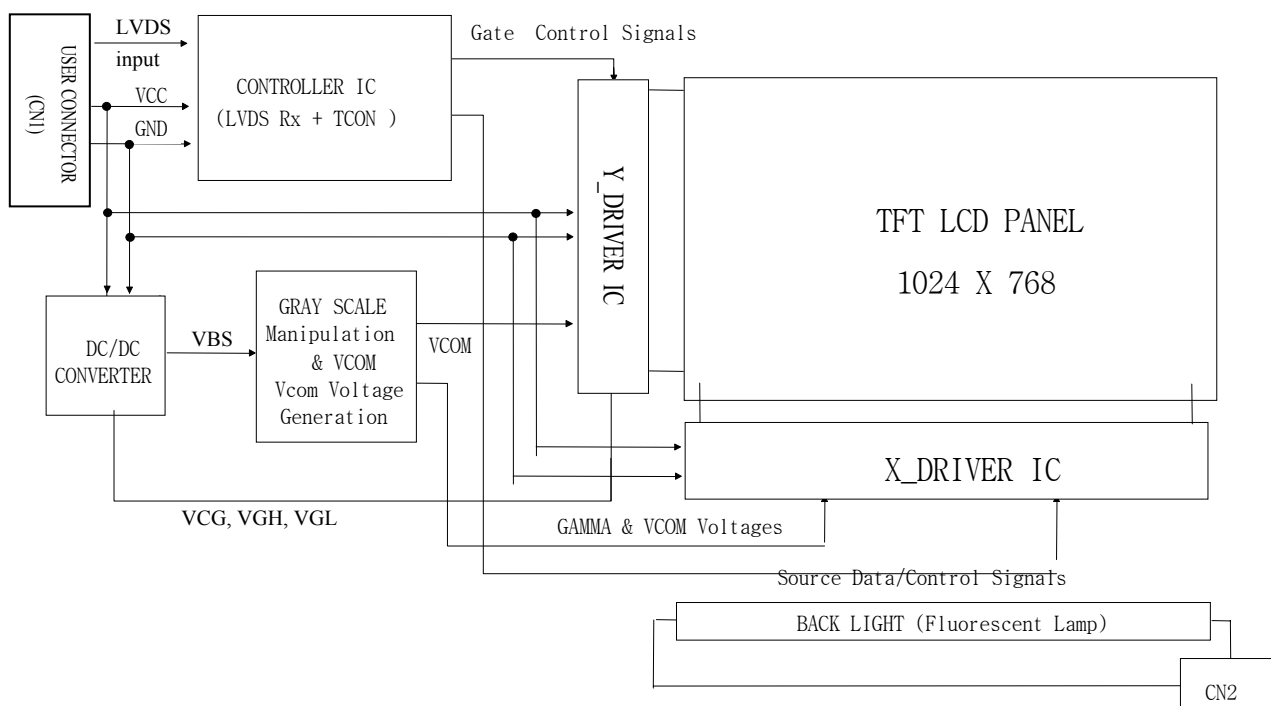 USER CONNECTOR
(CN1)
LVDS
input
VCC
GND
CONTROLLER IC
(LVDS Rx + TCON )
Gate Control Signals
Y_DRIVER IC
TFT LCD PANEL
1024 X 768
DC/DC
CONVERTER
VBS
GRAY SCALE
Manipulation
& VCOM
Vcom Voltage
Generation
VCOM
X_DRIVER IC
VCG, VGH, VGL
GAMMA & VCOM Voltages
Source Data/Control Signals
BACK LIGHT (Fluorescent Lamp)
CN2